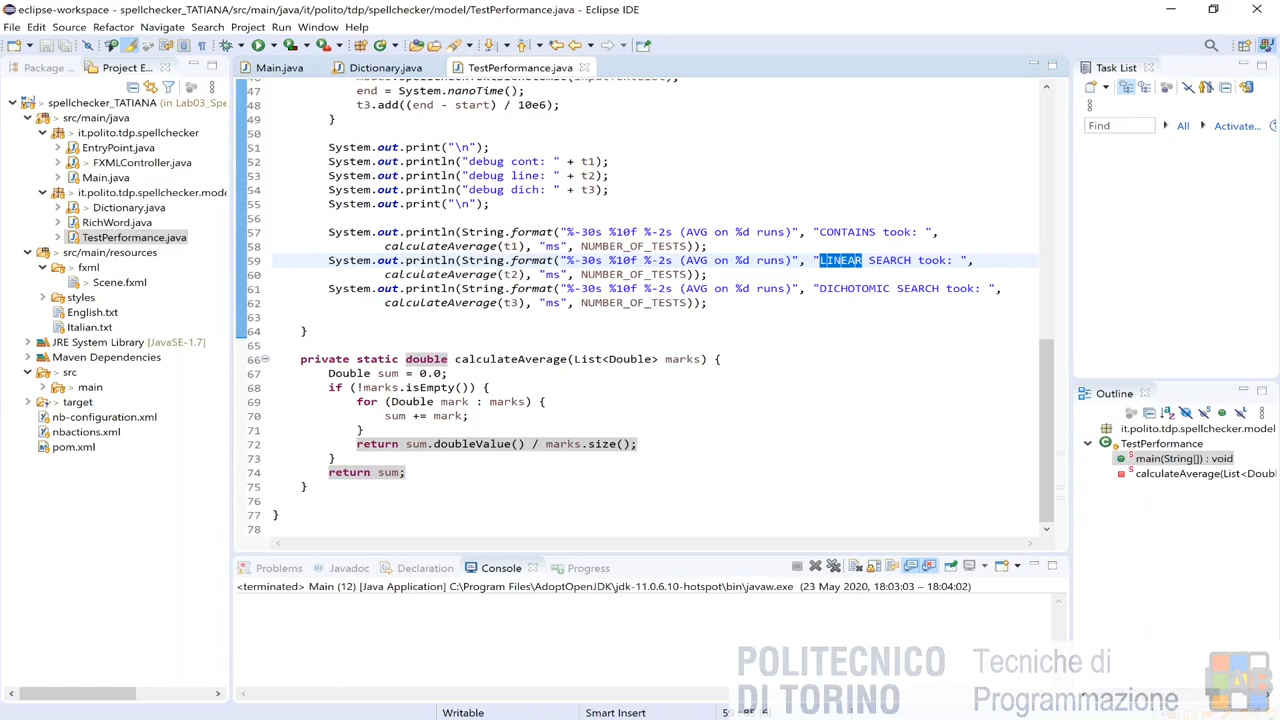 eclipse-workspace - spellchecker_TATIANA/src/main/java/it/polito/tdp/spellchecker/model/TestPerformance.java - Eclipse IDE
File Edit Source Refactor Navigate Search Project Run Window Help
Package ...
Project E...
spellchecker_TATIANA (in Lab03_Spe
src/main/java
it.polito.tdp.spellchecker
EntryPoint.java
FXMLController.java
Main.java
it.polito.tdp.spellchecker.mode
Dictionary.java
RichWord.java
TestPerformance.java
src/main/resources
fxml
Scene.fxml
styles
English.txt
Italian.txt
JRE System Library [JavaSE-1.7]
Maven Dependencies
src
main
target
nb-configuration.xml
nbactions.xml
pom.xml
Main.java
Dictionary.java
TestPerformance.java
47 end = System.nanoTime();
48 t3.add((end - start) / 10e6);
49 }
50
51 System.out.print("\n");
52 System.out.println("debug cont: " + t1);
53 System.out.println("debug line: " + t2);
54 System.out.println("debug dich: " + t3);
55 System.out.print("\n");
56
57 System.out.println(String.format("%-30s %10f %-2s (AVG on %d runs)", "CONTAINS took: ",
58 calculateAverage(t1), "ms", NUMBER_OF_TESTS));
59 System.out.println(String.format("%-30s %10f %-2s (AVG on %d runs)", "LINEAR SEARCH took: ",
60 calculateAverage(t2), "ms", NUMBER_OF_TESTS));
61 System.out.println(String.format("%-30s %10f %-2s (AVG on %d runs)", "DICHOTOMIC SEARCH took: ",
62 calculateAverage(t3), "ms", NUMBER_OF_TESTS));
63
64 }
65
66 private static double calculateAverage(List<Double> marks) {
67 Double sum = 0.0;
68 if (!marks.isEmpty()) {
69 for (Double mark : marks) {
70 sum += mark;
71 }
72 return sum.doubleValue() / marks.size();
73 }
74 return sum;
75 }
76
77 }
78
Task List
Find All Activate...
Outline
it.polito.tdp.spellchecker.model
TestPerformance
main(String[]) : void
calculateAverage(List<Doub
Problems Javadoc Declaration Console Progress
<terminated> Main (12) [Java Application] C:\Program Files\AdoptOpenJDK\jdk-11.0.6.10-hotspot\bin\javaw.exe (23 May 2020, 18:03:03 – 18:04:02)
POLITECNICO
DI TORINO
Tecniche di
Programmazione
Writable Smart Insert